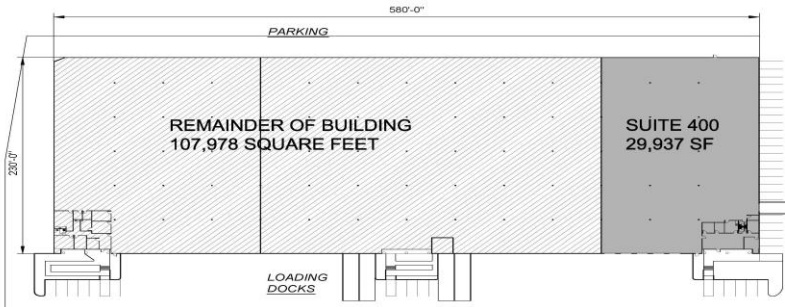 580'-0"
PARKING
REMAINDER OF BUILDING
107,978 SQUARE FEET
SUITE 400
29,937 SF
230'-0"
LOADING
DOCKS